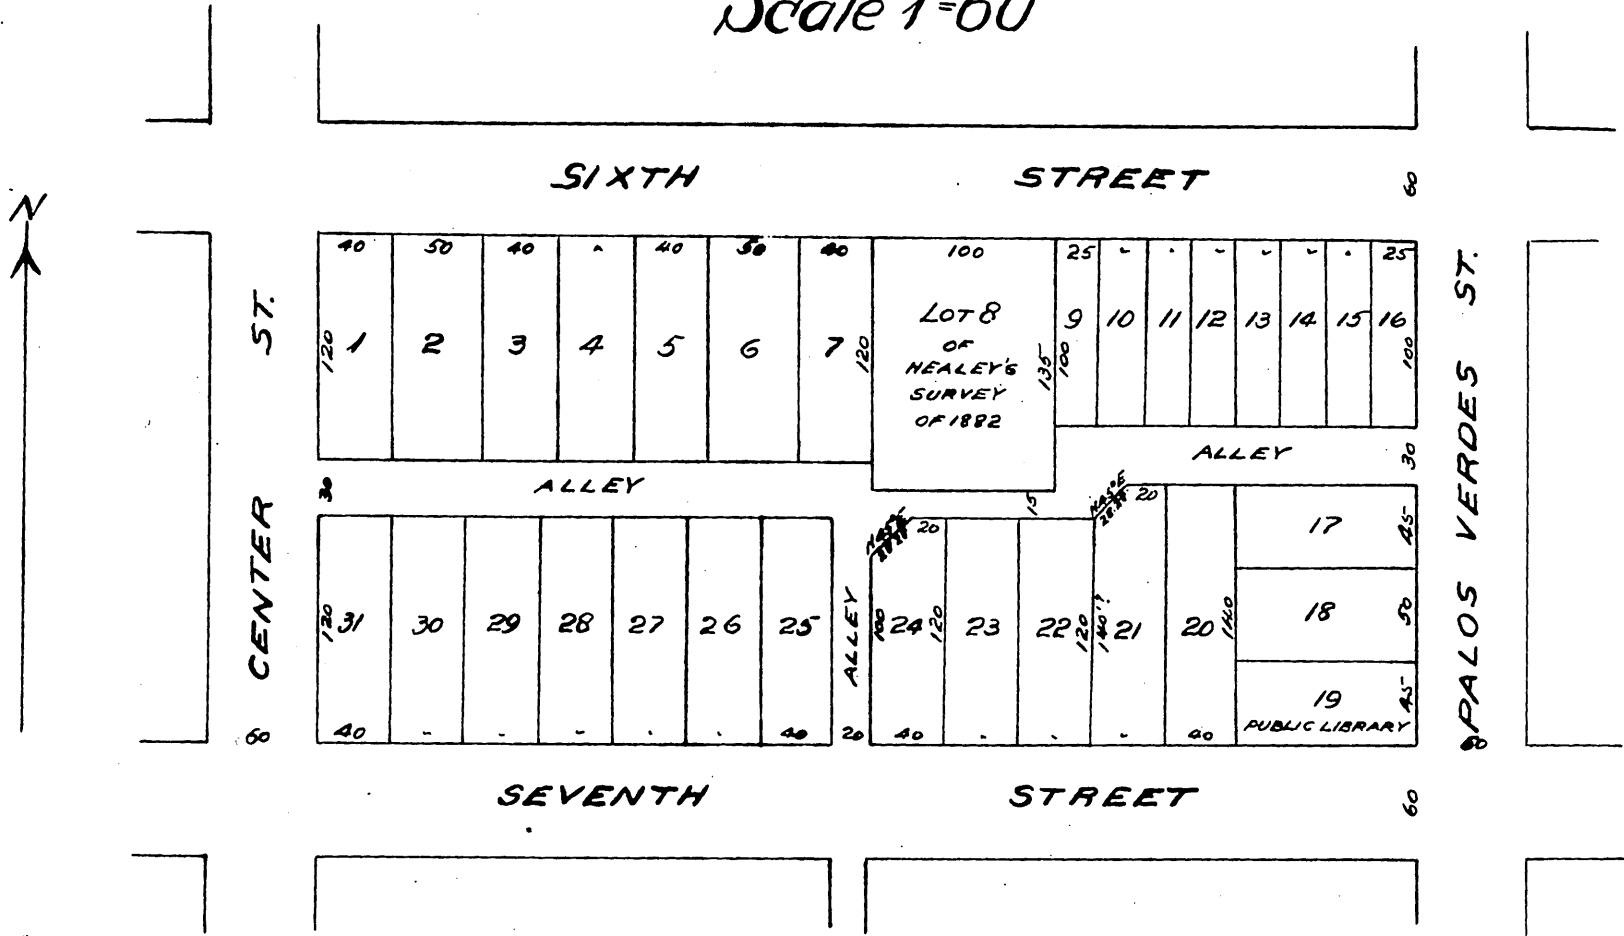 Scale 1"=60'
SIXTH STREET
60
N
40 50 40 " 40 50 40 100 25 " " " " " " 25
CENTER ST.
120 1 2 3 4 5 6 7 120
LOT 8
OF
HEALEY'S
SURVEY
OF 1882
135
100 9 10 11 12 13 14 15 16 100
PALOS VERDES ST.
ALLEY 30
30 ALLEY
15
20
20
17 45
120 31 30 29 28 27 26 25
ALLEY
100 24 120 23 22 120 140'? 21 20 140
18 50
19 45
PUBLIC LIBRARY
60 40 " " " " " 40 20 40 " " " 40
60
SEVENTH STREET
60